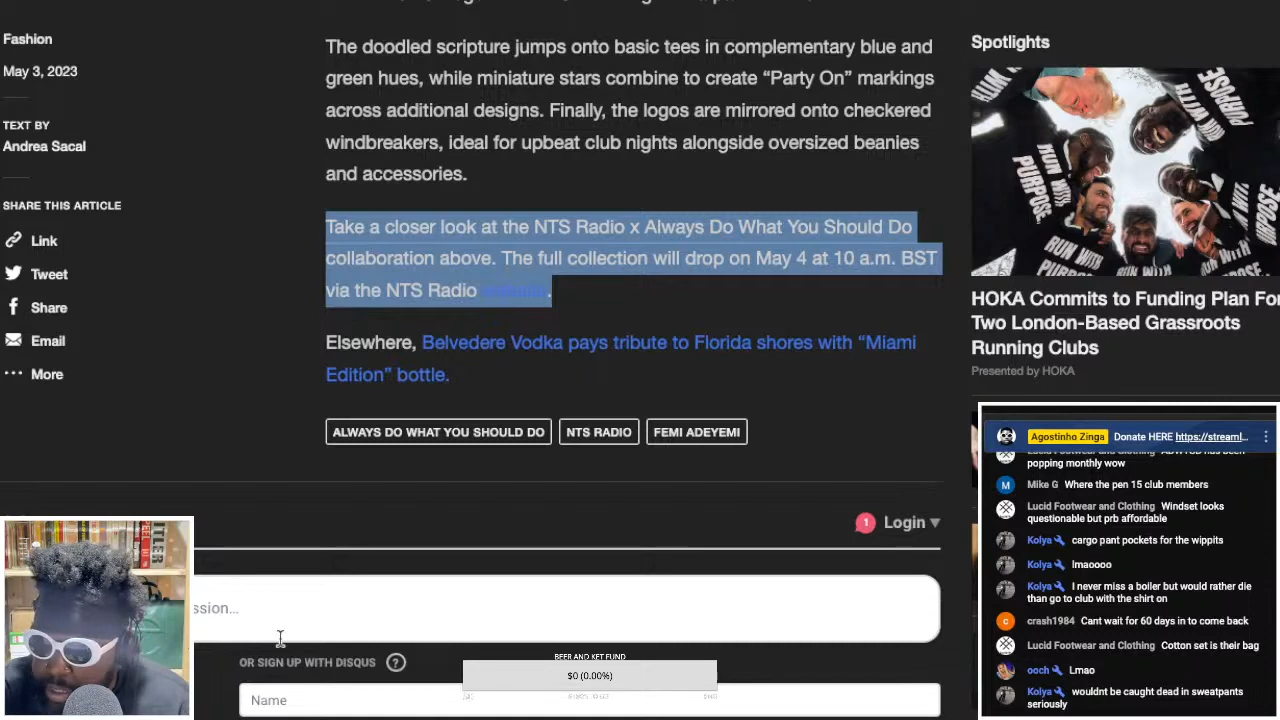 Fashion
May 3, 2023
TEXT BY
Andrea Sacal
SHARE THIS ARTICLE
Link
Tweet
Share
Email
More
The doodled scripture jumps onto basic tees in complementary blue and
green hues, while miniature stars combine to create “Party On” markings
across additional designs. Finally, the logos are mirrored onto checkered
windbreakers, ideal for upbeat club nights alongside oversized beanies
and accessories.
Take a closer look at the NTS Radio x Always Do What You Should Do
collaboration above. The full collection will drop on May 4 at 10 a.m. BST
via the NTS Radio website.
Elsewhere, Belvedere Vodka pays tribute to Florida shores with “Miami
Edition” bottle.
ALWAYS DO WHAT YOU SHOULD DO
NTS RADIO
FEMI ADEYEMI
1 Login
ssion...
OR SIGN UP WITH DISQUS ?
Name
BEER AND KET FUND
$0 (0.00%)
Spotlights
RUN WITH
PURPOSE
HOKA Commits to Funding Plan For
Two London-Based Grassroots
Running Clubs
Presented by HOKA
Agostinho Zinga Donate HERE https://streaml...
popping monthly wow
M Mike G Where the pen 15 club members
Lucid Footwear and Clothing Windset looks
questionable but prb affordable
Kolya cargo pant pockets for the wippits
Kolya lmaoooo
Kolya I never miss a boiler but would rather die
than go to club with the shirt on
c crash1984 Cant wait for 60 days in to come back
Lucid Footwear and Clothing Cotton set is their bag
ooch Lmao
Kolya wouldnt be caught dead in sweatpants
seriously